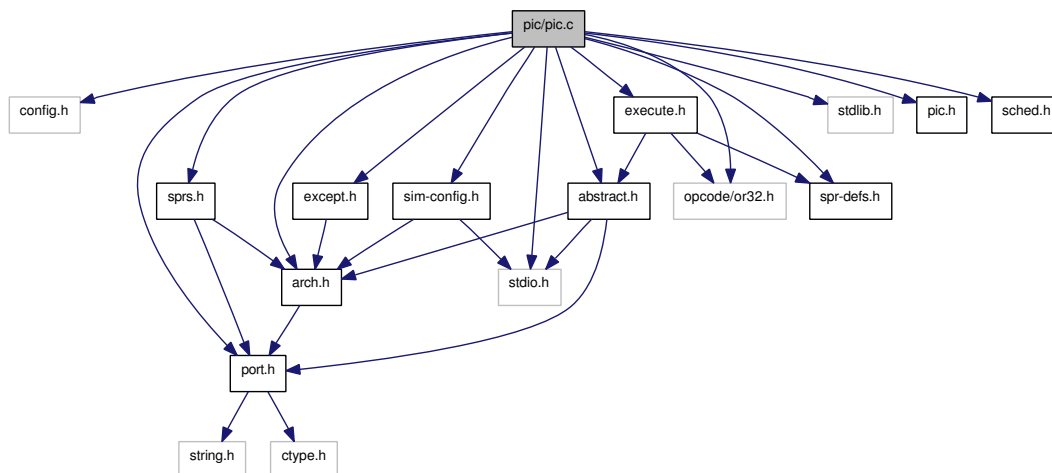 pic/pic.c
config.h
execute.h
stdlib.h
pic.h
sched.h
sprs.h
except.h
sim-config.h
abstract.h
opcode/or32.h
spr-defs.h
arch.h
stdio.h
port.h
string.h
ctype.h